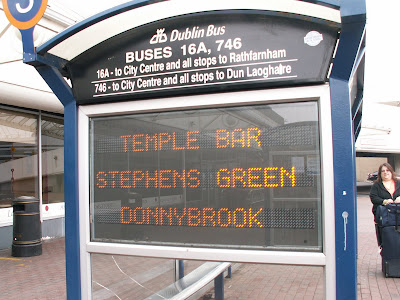 3
Dublin Bus
BUSES 16A, 746
16A - to City Centre and all stops to Rathfarnham
746 - to City Centre and all stops to Dun Laoghaire
TEMPLE BAR
STEPHENS GREEN
DONNYBROOK